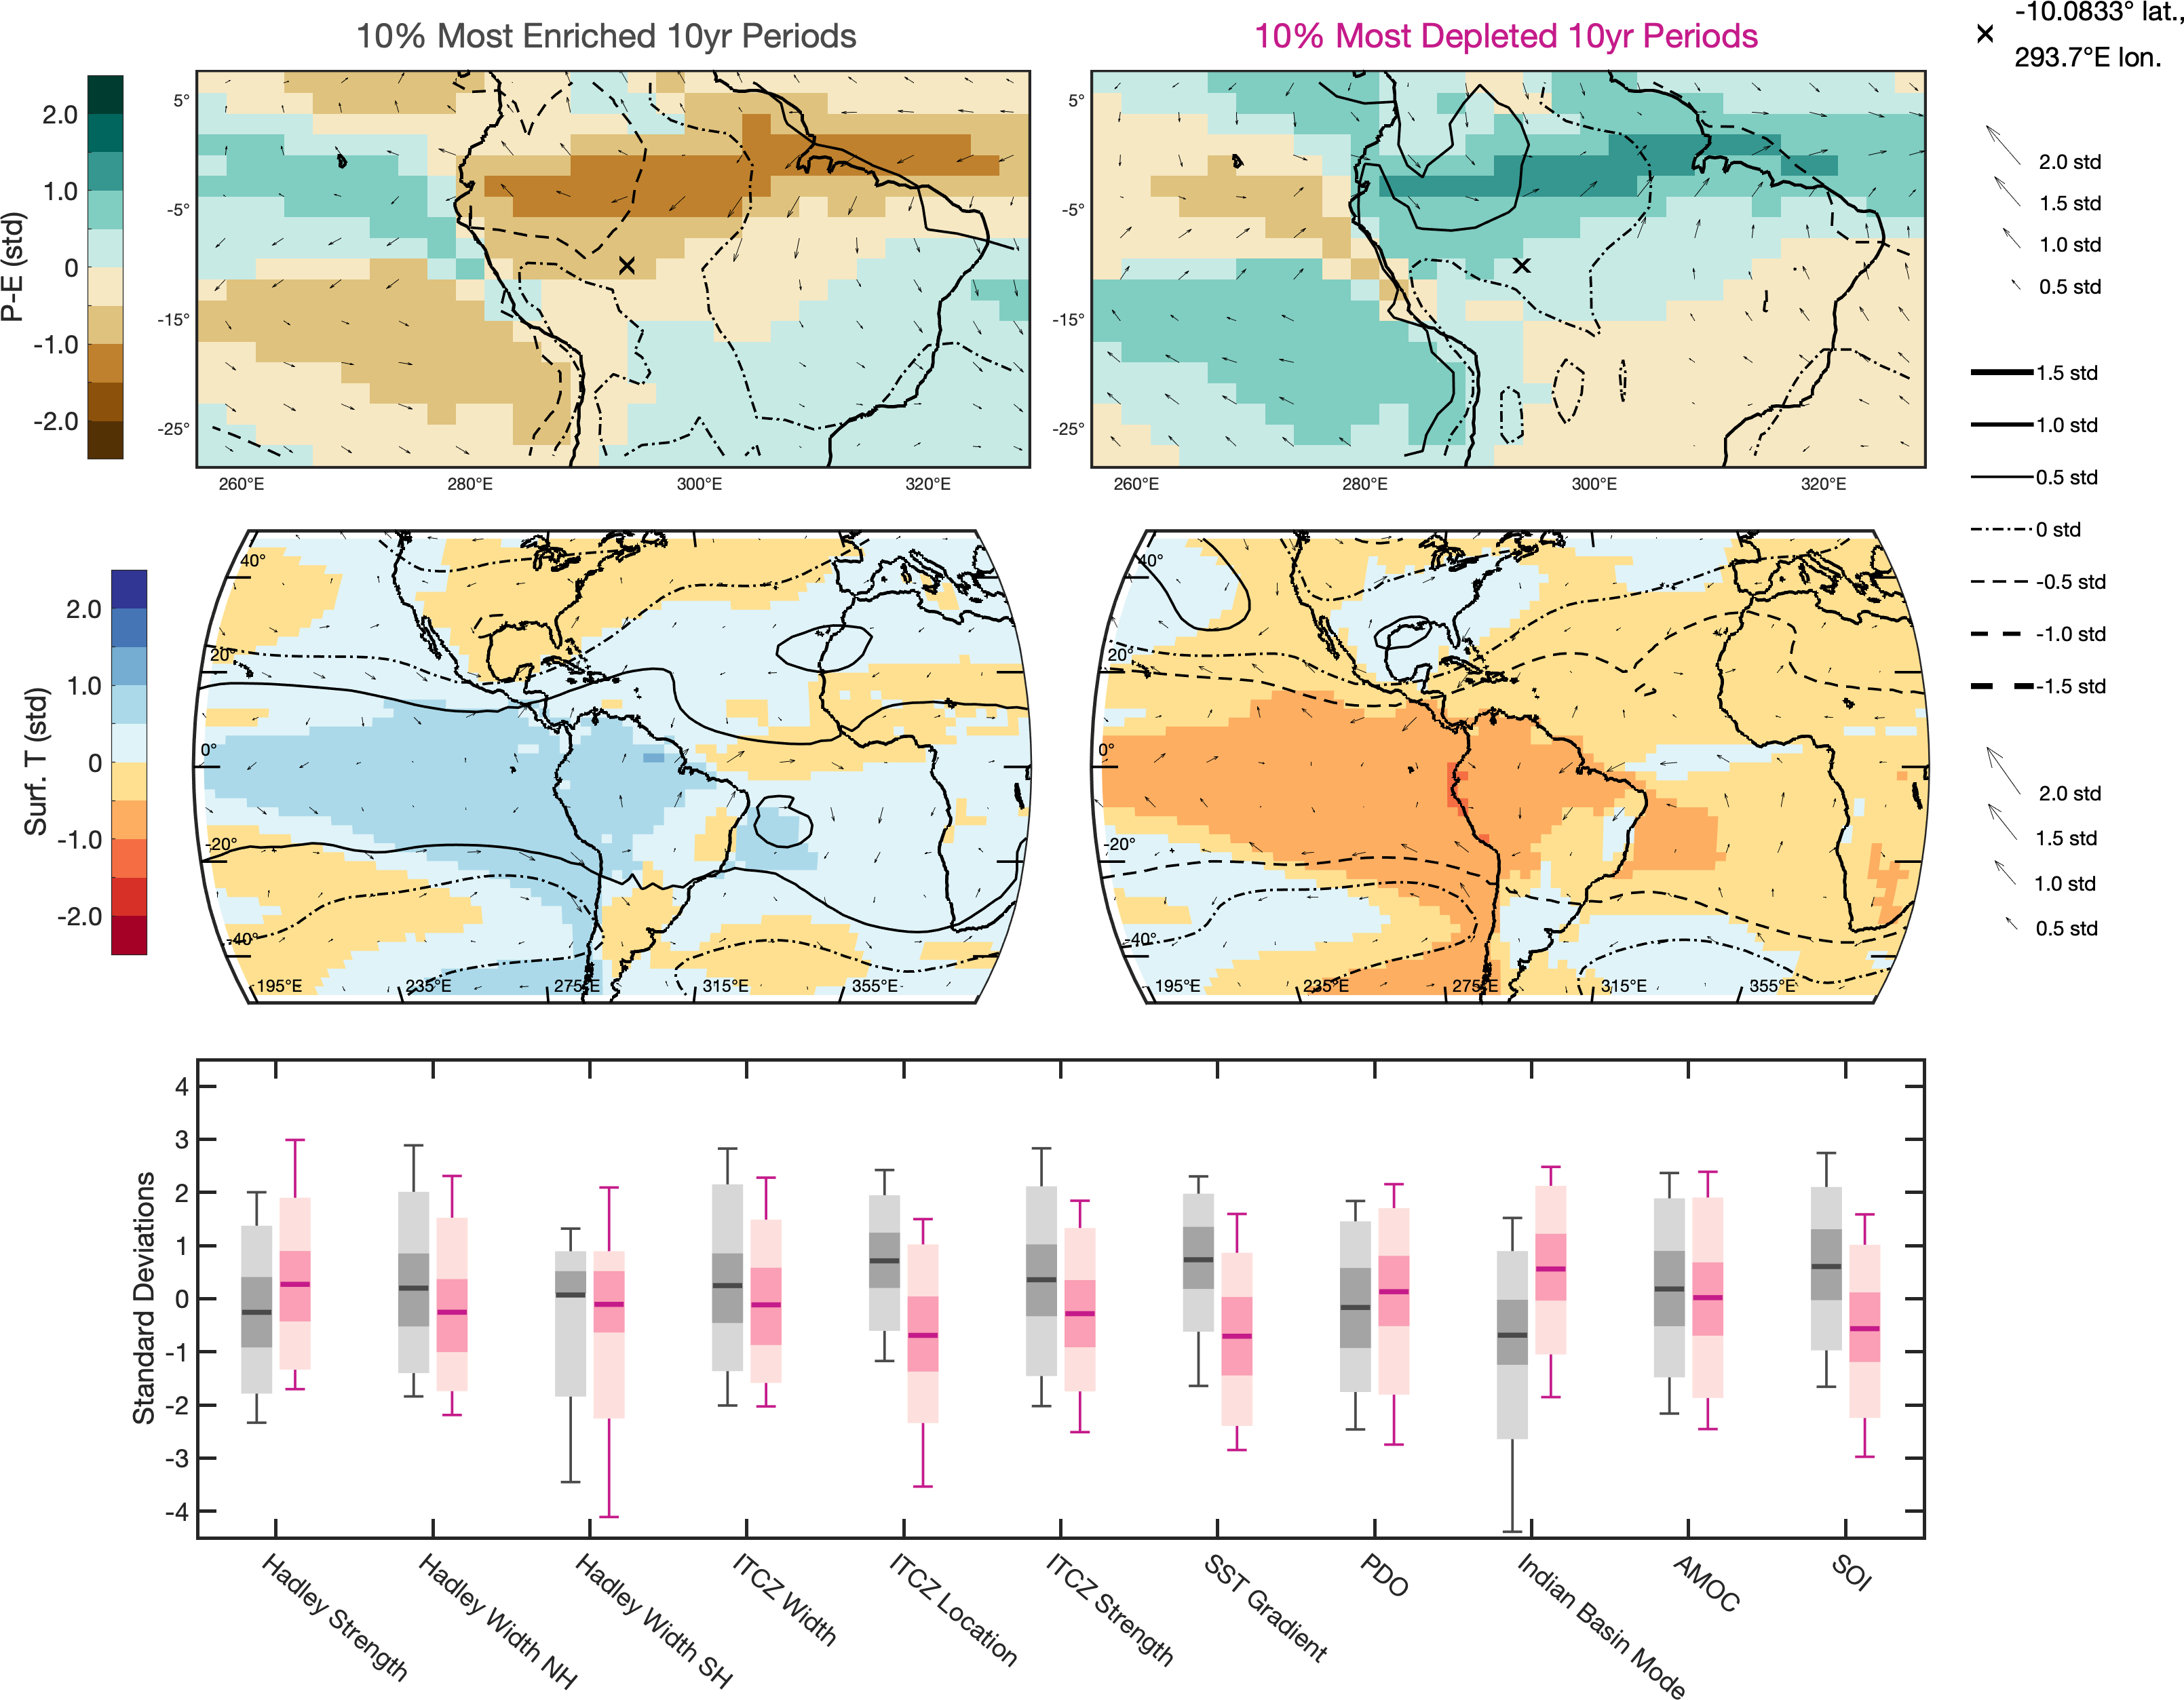 10% Most Enriched 10yr Periods
10% Most Depleted 10yr Periods
-10.0833° lat.,
293.7°E lon.
P-E (std)
2.0
1.0
0
-1.0
-2.0
5°
-5°
-15°
-25°
260°E
280°E
300°E
320°E
5°
-5°
-15°
-25°
260°E
280°E
300°E
320°E
2.0 std
1.5 std
1.0 std
0.5 std
1.5 std
1.0 std
0.5 std
0 std
-0.5 std
-1.0 std
-1.5 std
2.0 std
1.5 std
1.0 std
0.5 std
Surf. T (std)
2.0
1.0
0
-1.0
-2.0
40°
20°
0°
-20°
-40°
195°E
235°E
275°E
315°E
355°E
40°
20°
0°
-20°
-40°
195°E
235°E
275°E
315°E
355°E
Standard Deviations
4
3
2
1
0
-1
-2
-3
-4
Hadley Strength
Hadley Width NH
Hadley Width SH
ITCZ Width
ITCZ Location
ITCZ Strength
SST Gradient
PDO
Indian Basin Mode
AMOC
SOI